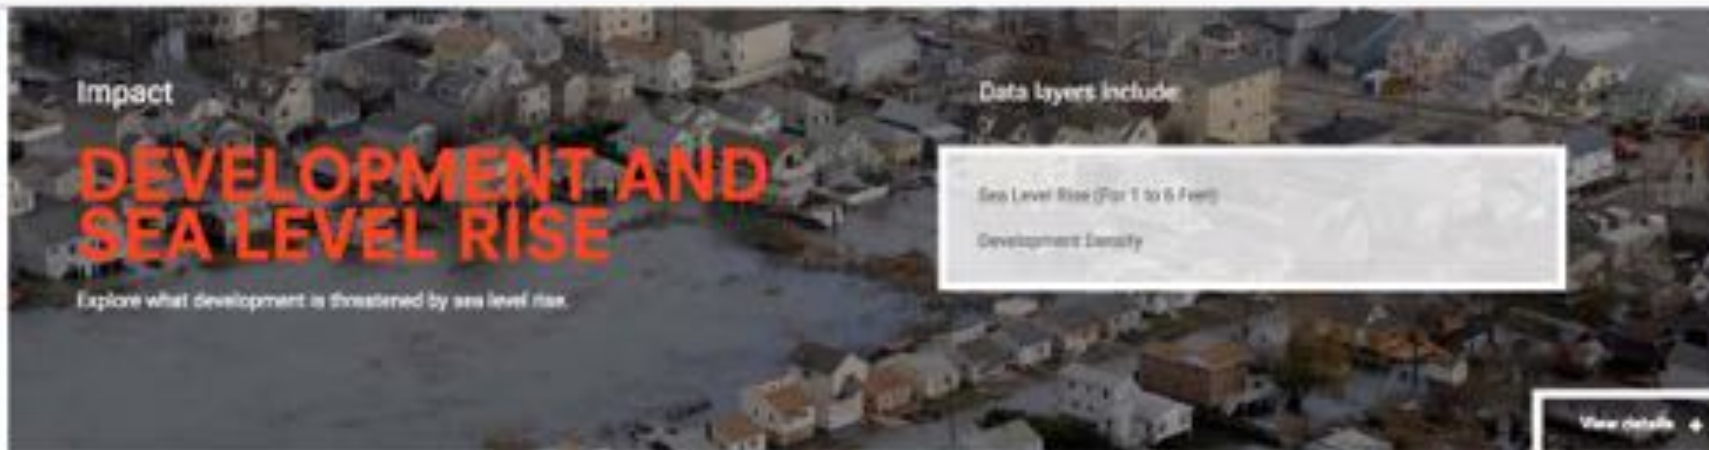 Impact
DEVELOPMENT AND
SEA LEVEL RISE
Explore what development is threatened by sea level rise.
Data layers include:
Sea Level Rise (For 1 to 6 Feet)
Development Density
View details +